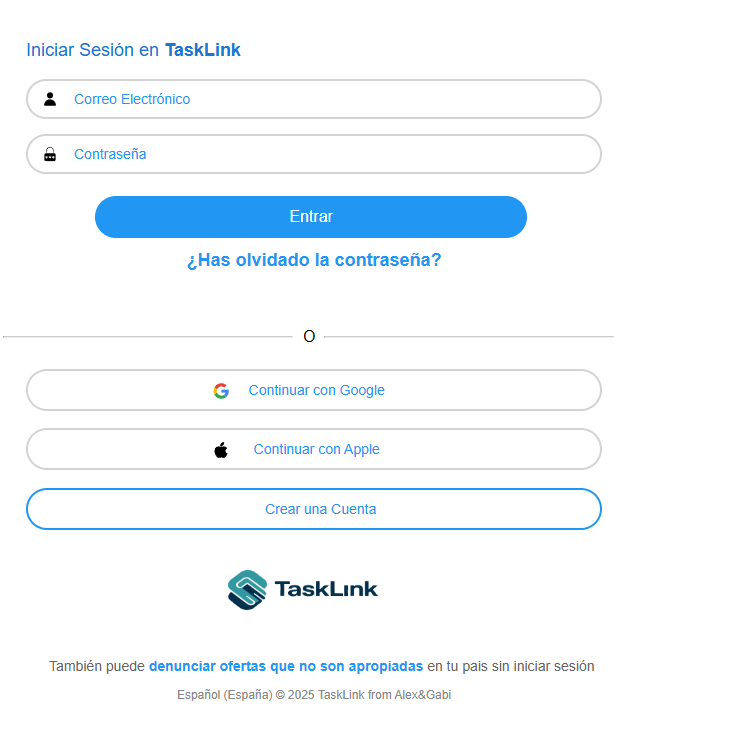 Iniciar Sesión en TaskLink
Correo Electrónico
Contraseña
Entrar
¿Has olvidado la contraseña?
O
Continuar con Google
Continuar con Apple
Crear una Cuenta
TaskLink
También puede denunciar ofertas que no son apropiadas en tu pais sin iniciar sesión
Español (España) © 2025 TaskLink from Alex&Gabi